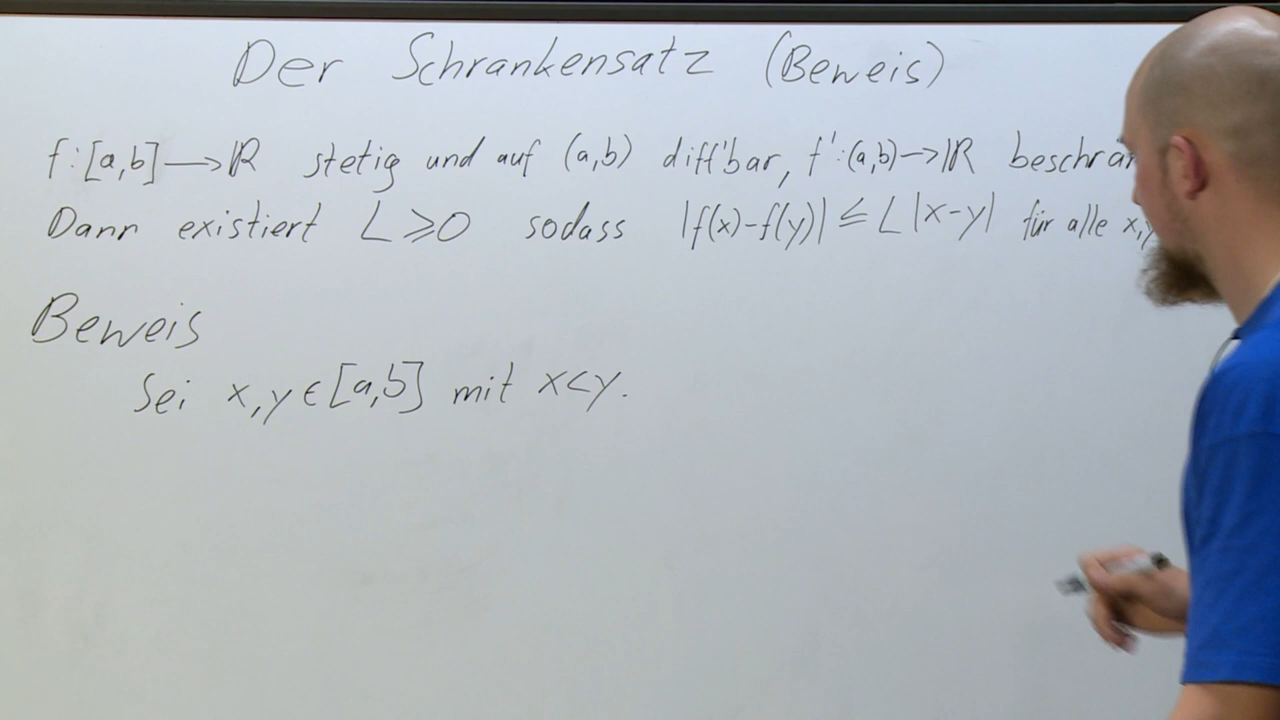 Der Schrankensatz (Beweis)
f:[a,b]⟶ℝ stetig und auf (a,b) diff'bar, f':(a,b)→ℝ
Dann existiert L⩾0 sodass |f(x)-f(y)| ≤ L|x-y| für alle x,y
Beweis
Sei x,y∈[a,b] mit x<y.